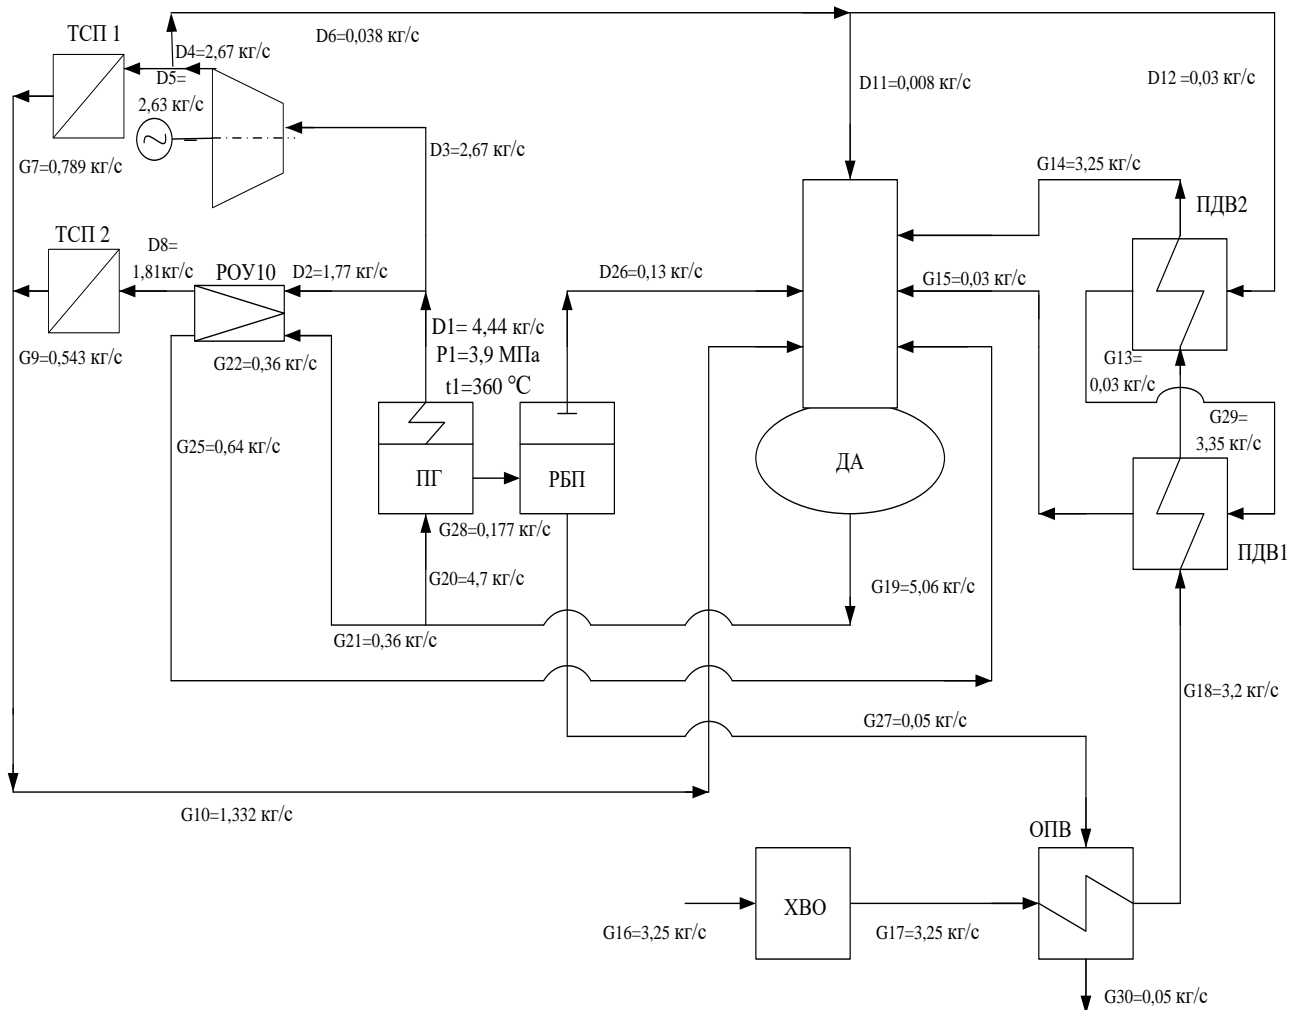 ТСП 1
D6=0,038 кг/с
D4=2,67 кг/с
D5=
2,63 кг/с
D11=0,008 кг/с
D12 =0,03 кг/с
D3=2,67 кг/с
G7=0,789 кг/с
G14=3,25 кг/с
ПДВ2
ТСП 2
D8=
1,81кг/с
РОУ10
D2=1,77 кг/с
D26=0,13 кг/с
G15=0,03 кг/с
D1= 4,44 кг/с
P1=3,9 МПа
t1=360 °С
G9=0,543 кг/с
G22=0,36 кг/с
G13=
0,03 кг/с
G29=
3,35 кг/с
G25=0,64 кг/с
ПГ
РБП
ДА
G28=0,177 кг/с
ПДВ1
G20=4,7 кг/с
G19=5,06 кг/с
G21=0,36 кг/с
G18=3,2 кг/с
G27=0,05 кг/с
G10=1,332 кг/с
ОПВ
ХВО
G16=3,25 кг/с
G17=3,25 кг/с
G30=0,05 кг/с